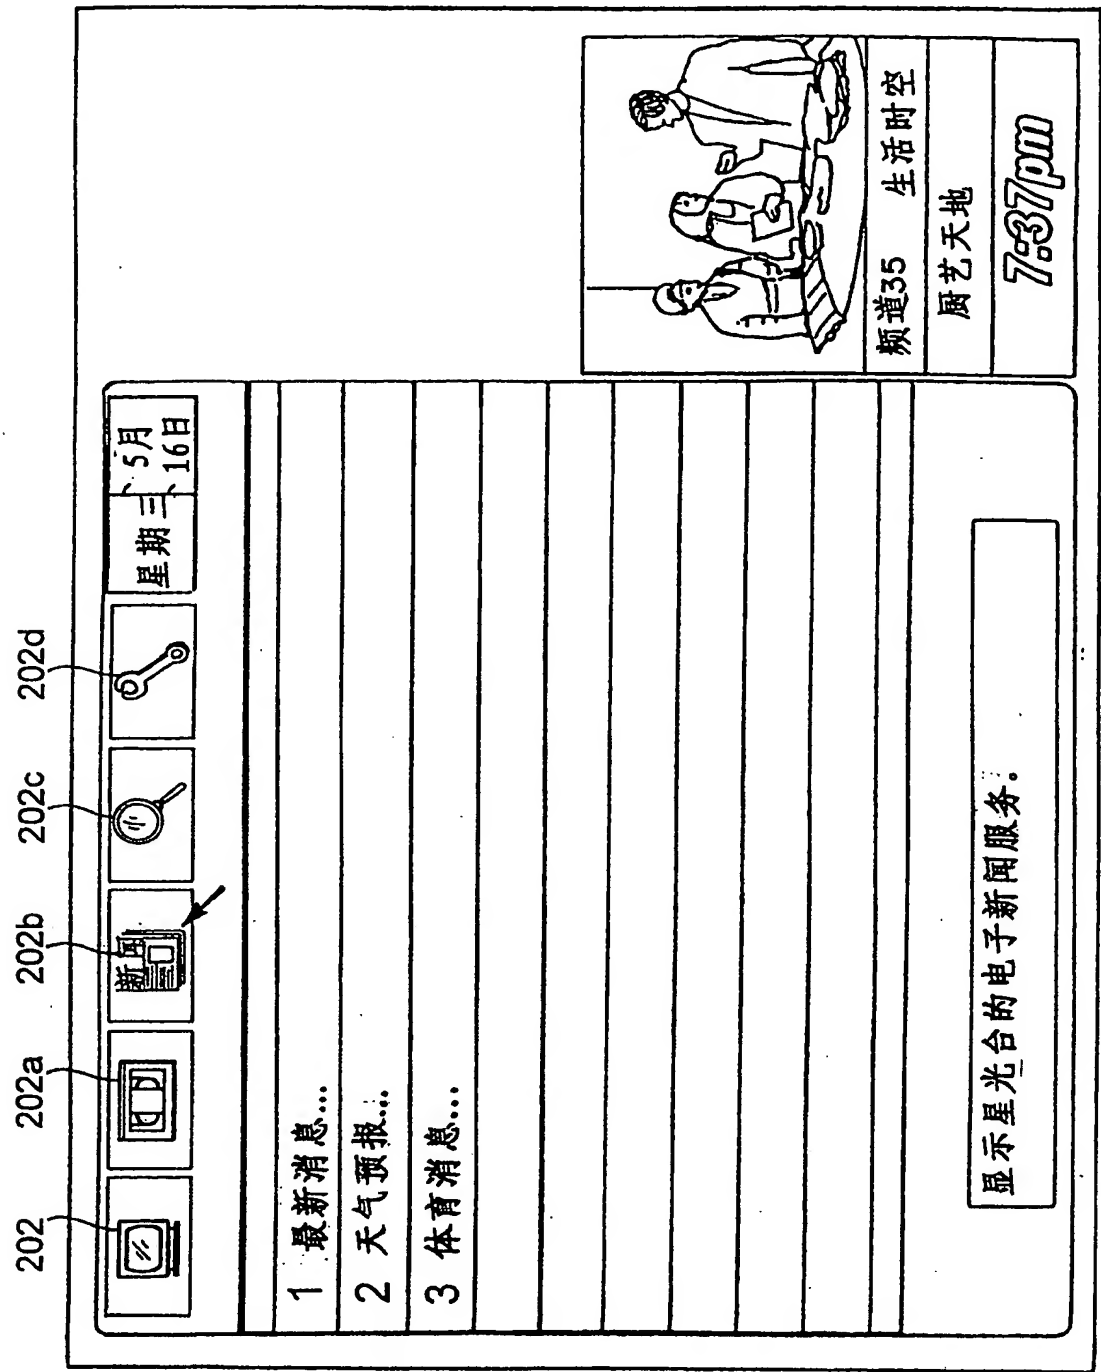 202
202a
202b
202c
202d
新闻
星期三
5月
16日
1 最新消息...
2 天气预报...
3 体育消息...
显示星光台的电子新闻服务。
频道35 生活时空
厨艺天地
7:37pm